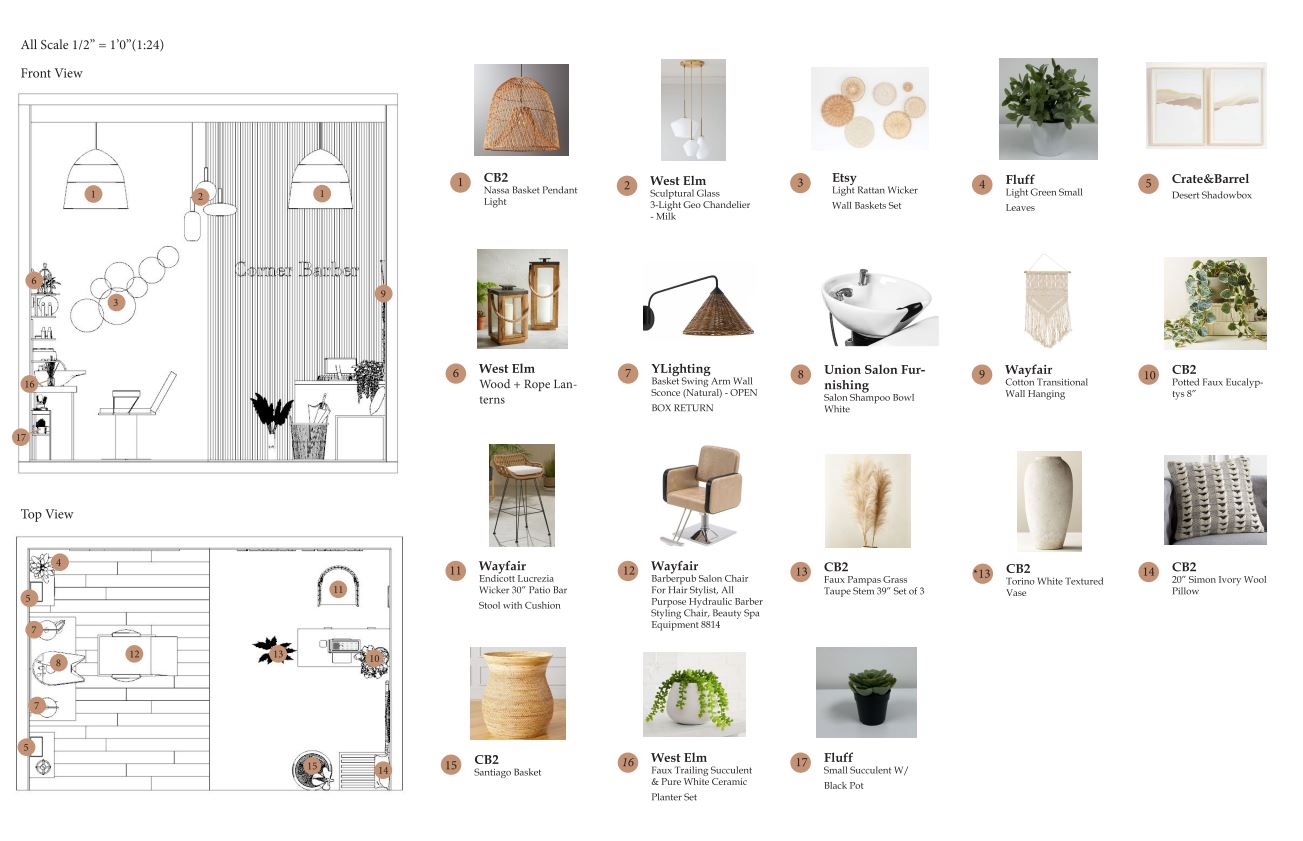 All Scale 1/2” = 1’0”(1:24)
Front View
1
2
1
Corner Barber
6
9
3
16
17
Top View
4
11
5
7
13
12
8
10
7
5
15
14
1
CB2
Nassa Basket Pendant
Light
2
West Elm
Sculptural Glass
3-Light Geo Chandelier
- Milk
3
Etsy
Light Rattan Wicker
Wall Baskets Set
4
Fluff
Light Green Small
Leaves
5
Crate&Barrel
Desert Shadowbox
6
West Elm
Wood + Rope Lan-
terns
7
YLighting
Basket Swing Arm Wall
Sconce (Natural) - OPEN
BOX RETURN
8
Union Salon Fur-
nishing
Salon Shampoo Bowl
White
9
Wayfair
Cotton Transitional
Wall Hanging
10
CB2
Potted Faux Eucalyp-
tys 8”
11
Wayfair
Endicott Lucrezia
Wicker 30” Patio Bar
Stool with Cushion
12
Wayfair
Barberpub Salon Chair
For Hair Stylist, All
Purpose Hydraulic Barber
Styling Chair, Beauty Spa
Equipment 8814
13
CB2
Faux Pampas Grass
Taupe Stem 39” Set of 3
*13
CB2
Torino White Textured
Vase
14
CB2
20” Simon Ivory Wool
Pillow
15
CB2
Santiago Basket
16
West Elm
Faux Trailing Succulent
& Pure White Ceramic
Planter Set
17
Fluff
Small Succulent W/
Black Pot